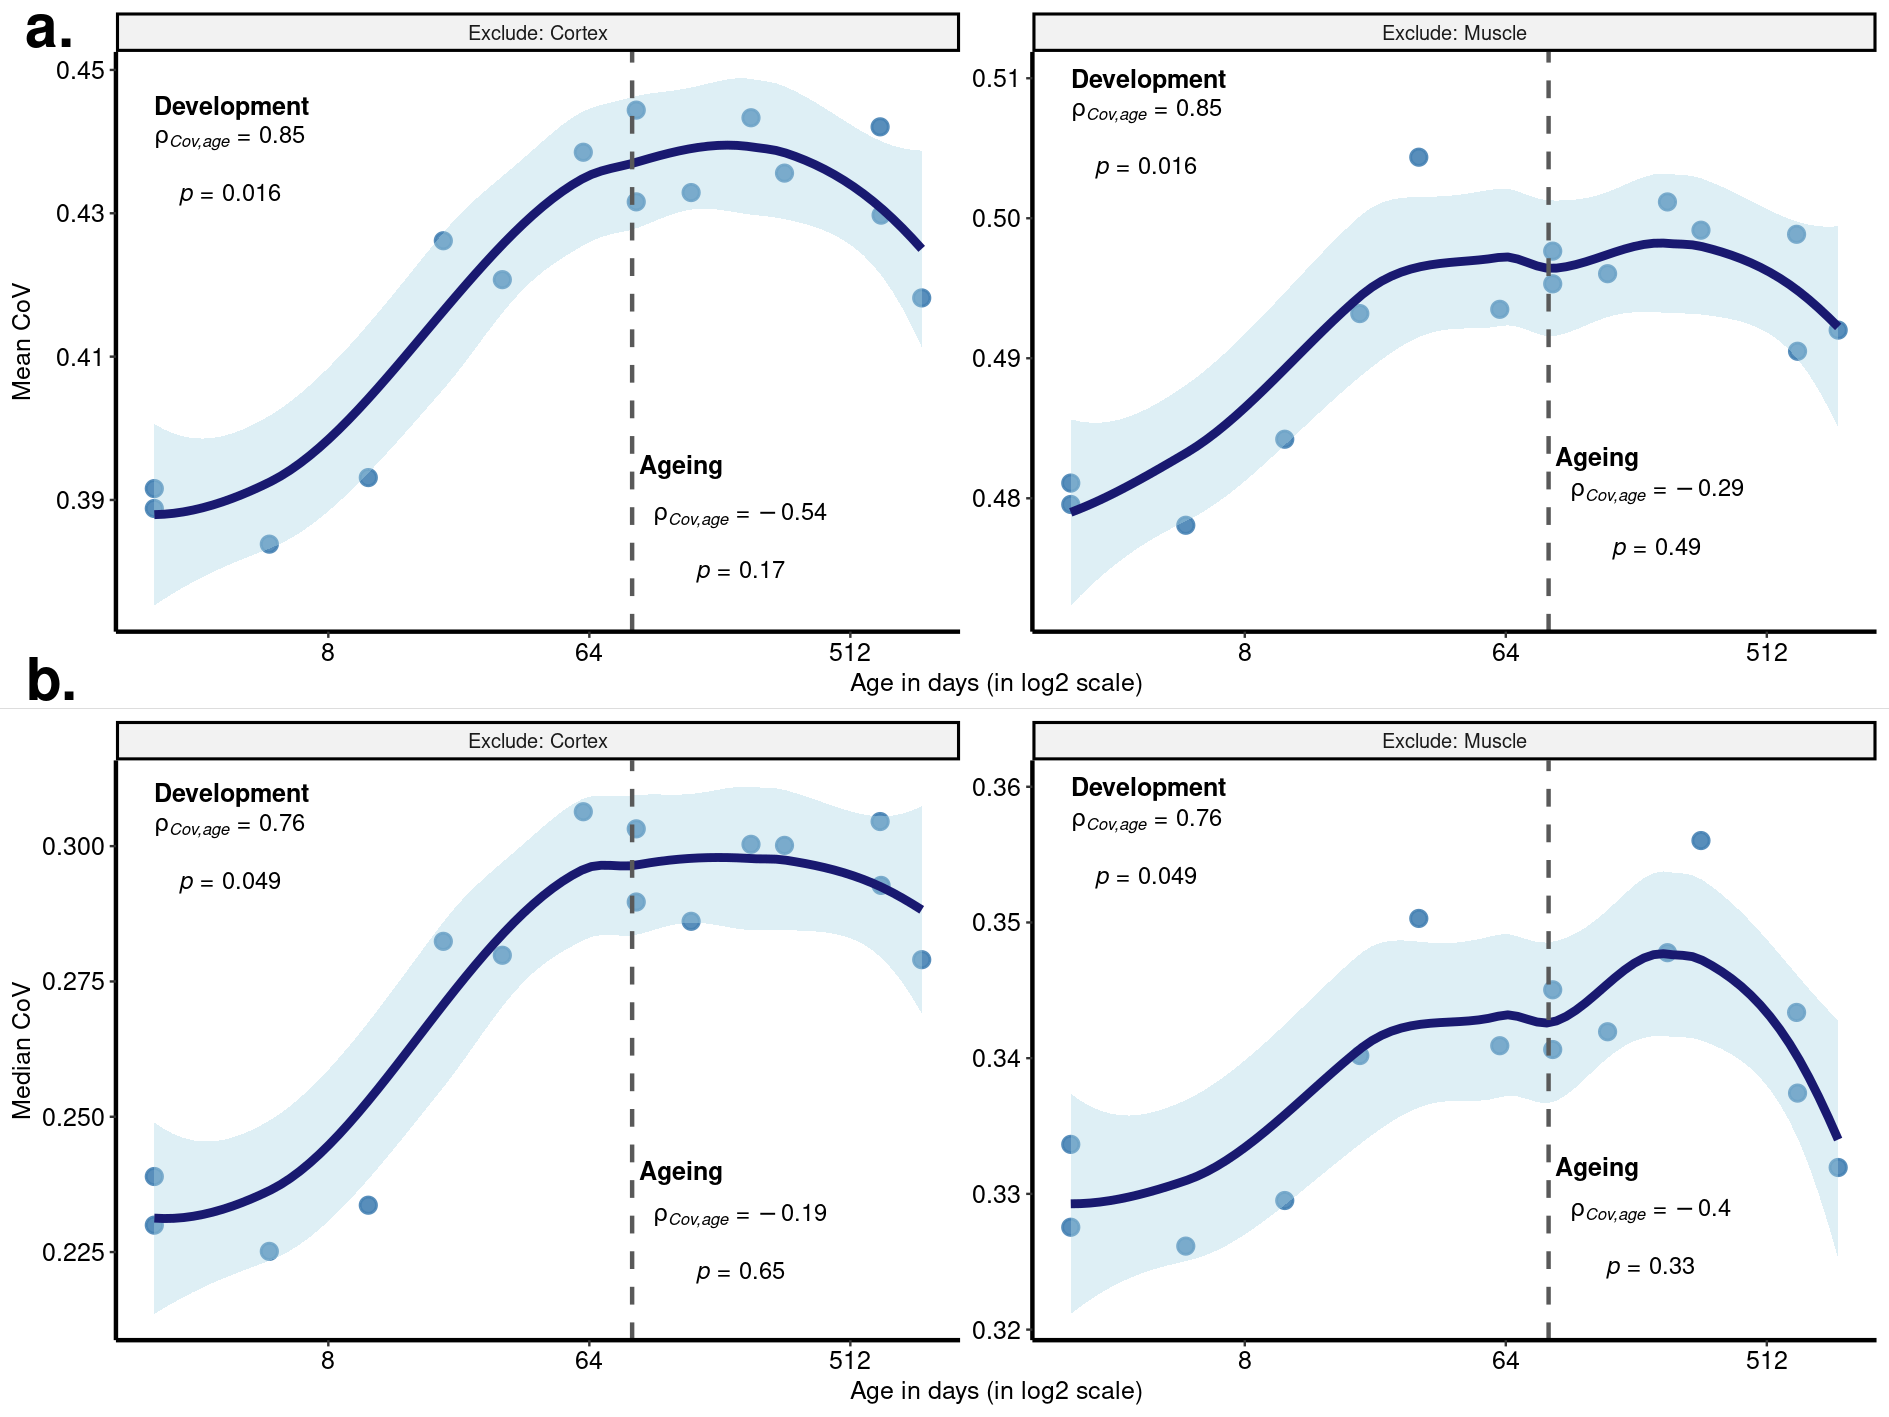 a.
Exclude: Cortex
Exclude: Muscle
Mean CoV
0.45
0.43
0.41
0.39
Development
ρCov,age = 0.85
p = 0.016
Ageing
ρCov,age = −0.54
p = 0.17
8
64
512
0.51
0.50
0.49
0.48
Development
ρCov,age = 0.85
p = 0.016
Ageing
ρCov,age = −0.29
p = 0.49
8
64
512
Age in days (in log2 scale)
b.
Exclude: Cortex
Exclude: Muscle
Median CoV
0.300
0.275
0.250
0.225
Development
ρCov,age = 0.76
p = 0.049
Ageing
ρCov,age = −0.19
p = 0.65
8
64
512
0.36
0.35
0.34
0.33
0.32
Development
ρCov,age = 0.76
p = 0.049
Ageing
ρCov,age = −0.4
p = 0.33
8
64
512
Age in days (in log2 scale)